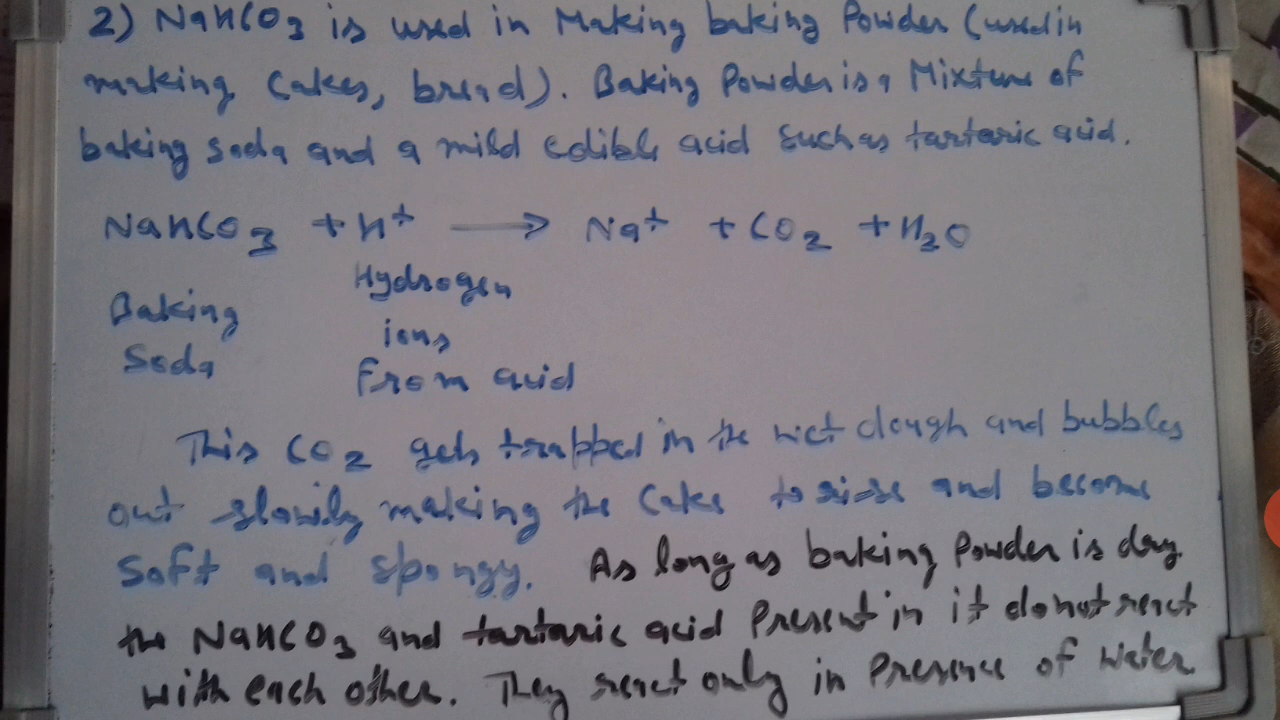 2) NaHCO3 is used in Making baking Powder (used in
making Cakes, bread). Baking Powder is a Mixture of
baking soda and a mild edible acid such as tartaric acid.
NaHCO3 + H+ → Na+ + CO2 + H2O
Baking
Soda
Hydrogen
ions
From acid
This CO2 gets trapped in the wet dough and bubbles
out slowly making the Cake to rise and become
Soft and Spongy. As long as baking Powder is dry
the NaHCO3 and tartaric acid Present in it do not react
with each other. They react only in Presence of Water